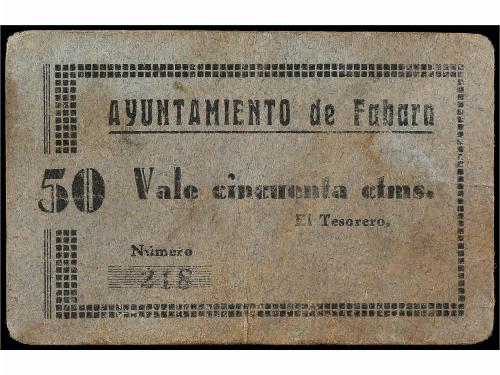 AYUNTAMIENTO de Fabara
50 Vale cincuenta ctms.
El Tesorero,
Número
218